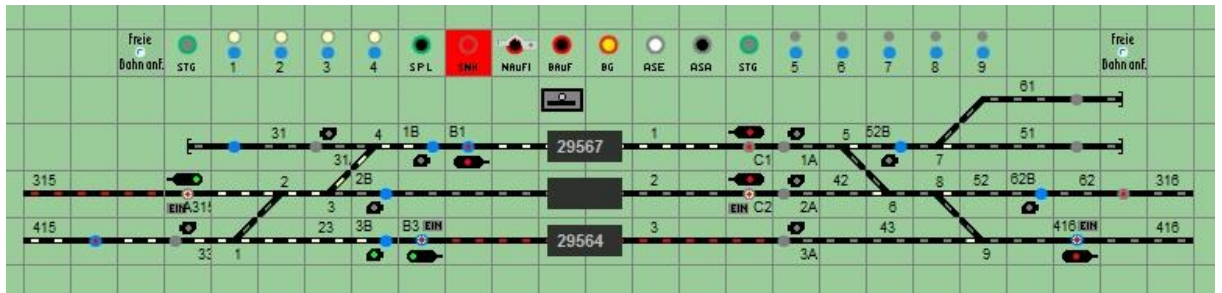 Freie Freie
Bahn anf. STG 1 2 3 4 SPL SNH NAUFI BAUF BG ASE ASA STG 5 6 7 8 9 Bahn anf.
61
31 4 1B B1 29567 1 C1 1A 5 52B 7 51
31
315 2 2B 2 42 8 52 62B 62 316
EIN A315 3 EIN C2 2A 6
415 23 3B B3 EIN 29564 3 43 416 EIN 416
33 1 3A 9